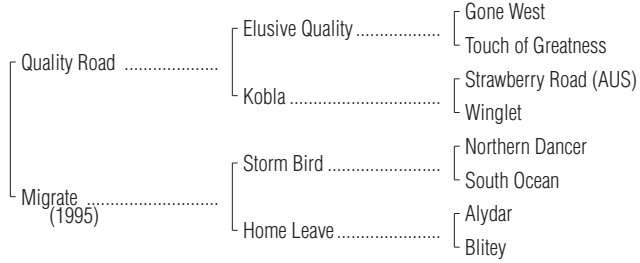 Gone West
Elusive Quality ..................
Touch of Greatness
Quality Road ....................
Strawberry Road (AUS)
Kobla ................................
Winglet
Northern Dancer
Storm Bird ........................
South Ocean
Migrate ............................
(1995)
Alydar
Home Leave ......................
Blitey